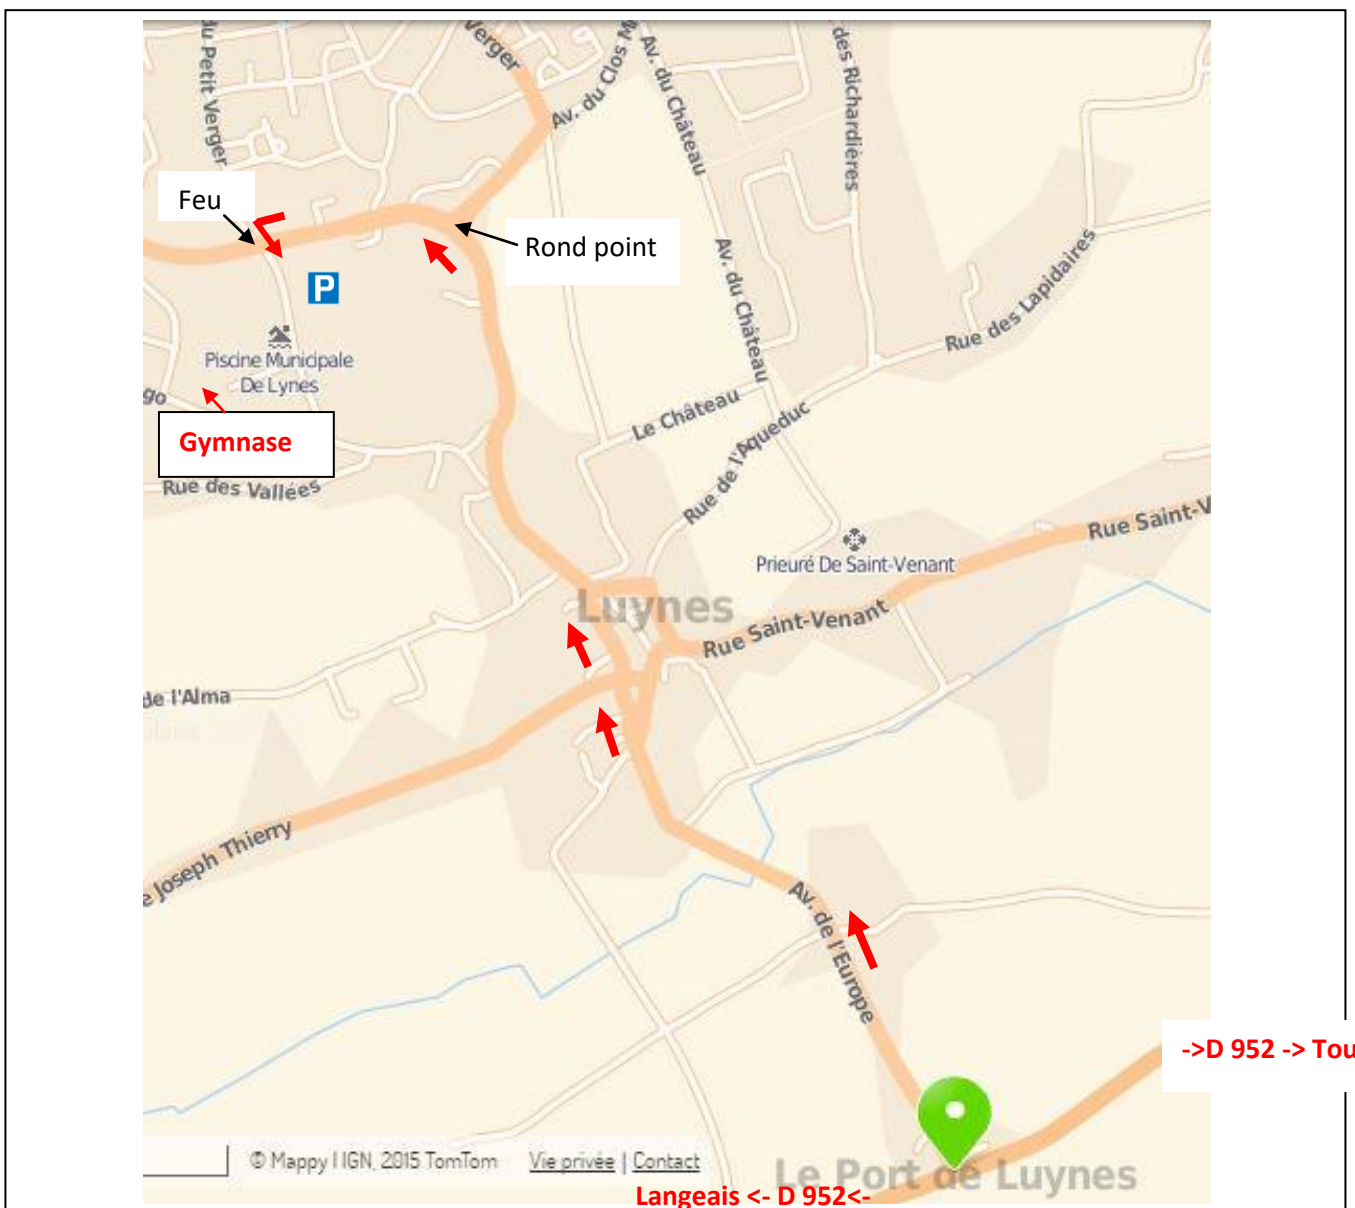 du Petit Verger
Verger
Av. du Clos M
Av. du Château
des Richardières
Feu
Rond point
Av. du Château
Rue des Lapidaires
P
Piscine Municipale
De Lynes
go
Le Château
Gymnase
Rue de l'Aqueduc
Rue des Vallées
Rue Saint-V
Prieuré De Saint-Venant
Luynes
Rue Saint-Venant
de l'Alma
e Joseph Thierry
Av. de l'Europe
->D 952 -> Tou
© Mappy | IGN, 2015 TomTom Vie privée | Contact
Le Port de Luynes
Langeais <- D 952<-